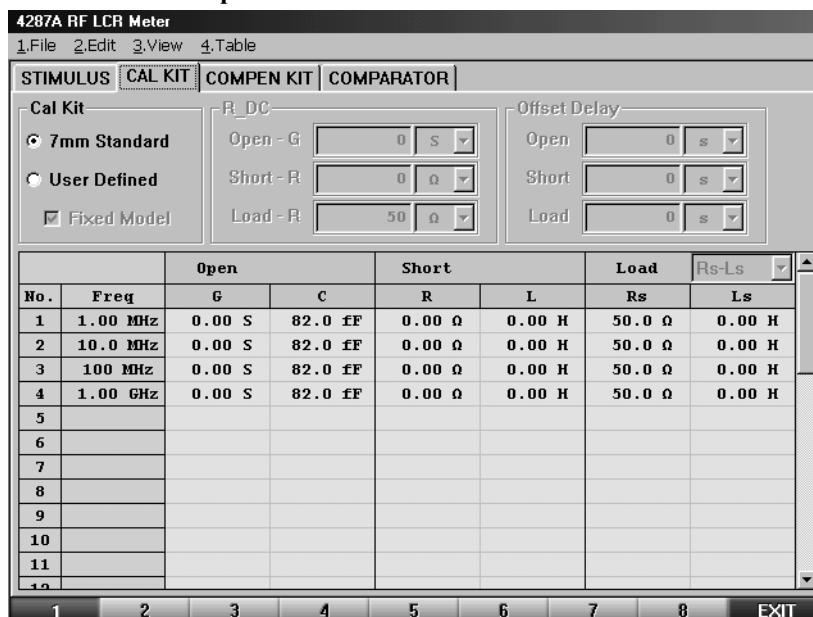 4287A RF LCR Meter
1.File 2.Edit 3.View 4.Table
STIMULUS CAL KIT COMPEN KIT COMPARATOR
Cal Kit R_DC Offset Delay
7mm Standard Open - G 0 S Open 0 s
User Defined Short - R 0 Ω Short 0 s
Fixed Model Load - R 50 Ω Load 0 s
Open Short Load Rs-Ls
No. Freq G C R L Rs Ls
1 1.00 MHz 0.00 S 82.0 fF 0.00 Ω 0.00 H 50.0 Ω 0.00 H
2 10.0 MHz 0.00 S 82.0 fF 0.00 Ω 0.00 H 50.0 Ω 0.00 H
3 100 MHz 0.00 S 82.0 fF 0.00 Ω 0.00 H 50.0 Ω 0.00 H
4 1.00 GHz 0.00 S 82.0 fF 0.00 Ω 0.00 H 50.0 Ω 0.00 H
5
6
7
8
9
10
11
1 2 3 4 5 6 7 8 EXIT